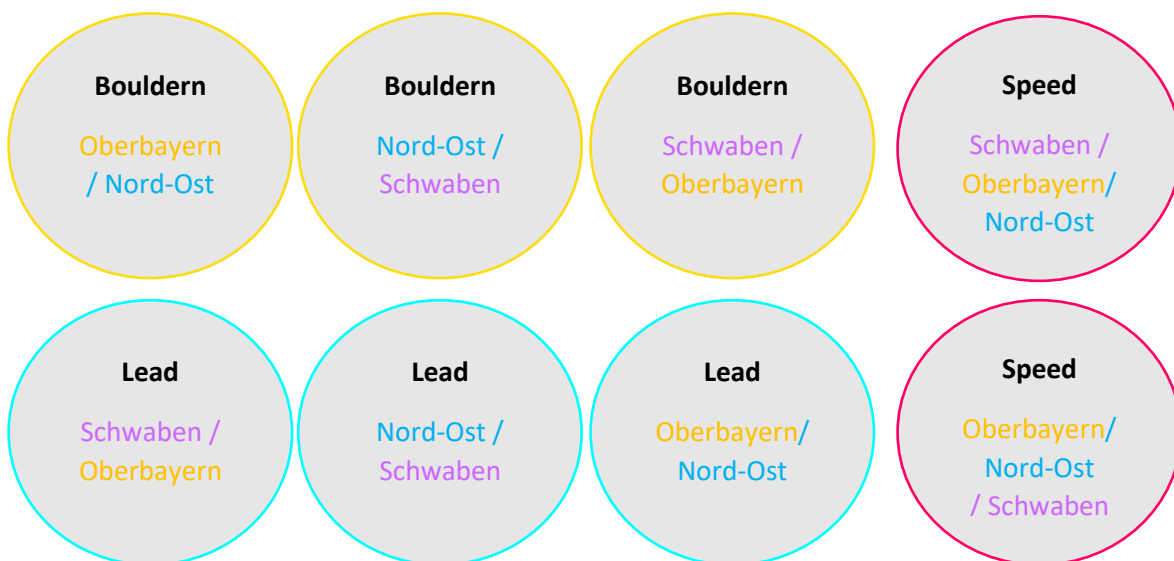 Bouldern
Oberbayern
/ Nord-Ost
Bouldern
Nord-Ost /
Schwaben
Bouldern
Schwaben /
Oberbayern
Speed
Schwaben /
Oberbayern/
Nord-Ost
Lead
Schwaben /
Oberbayern
Lead
Nord-Ost /
Schwaben
Lead
Oberbayern/
Nord-Ost
Speed
Oberbayern/
Nord-Ost
/ Schwaben